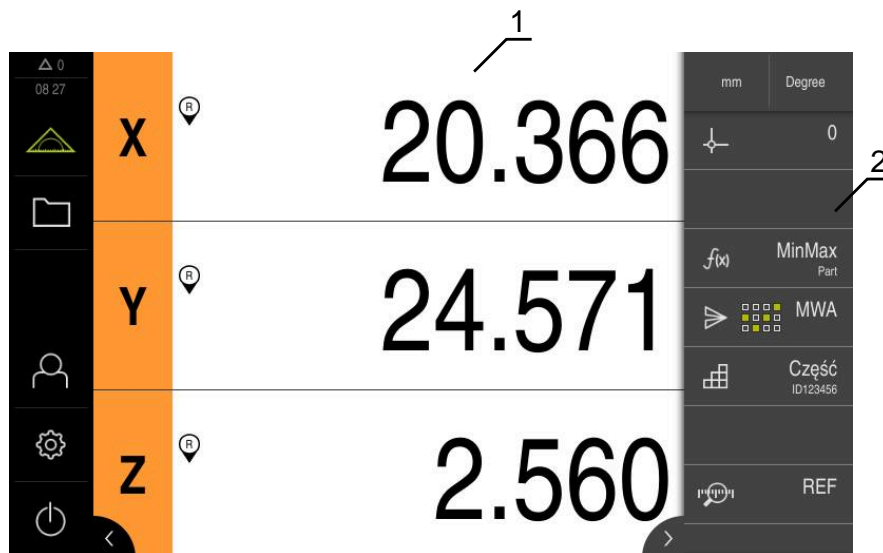 1
△ 0
08 27
X
R
20.366
mm
Degree
0
2
Y
R
24.571
f(x)
MinMax
Part
MWA
Część
ID123456
Z
R
2.560
REF